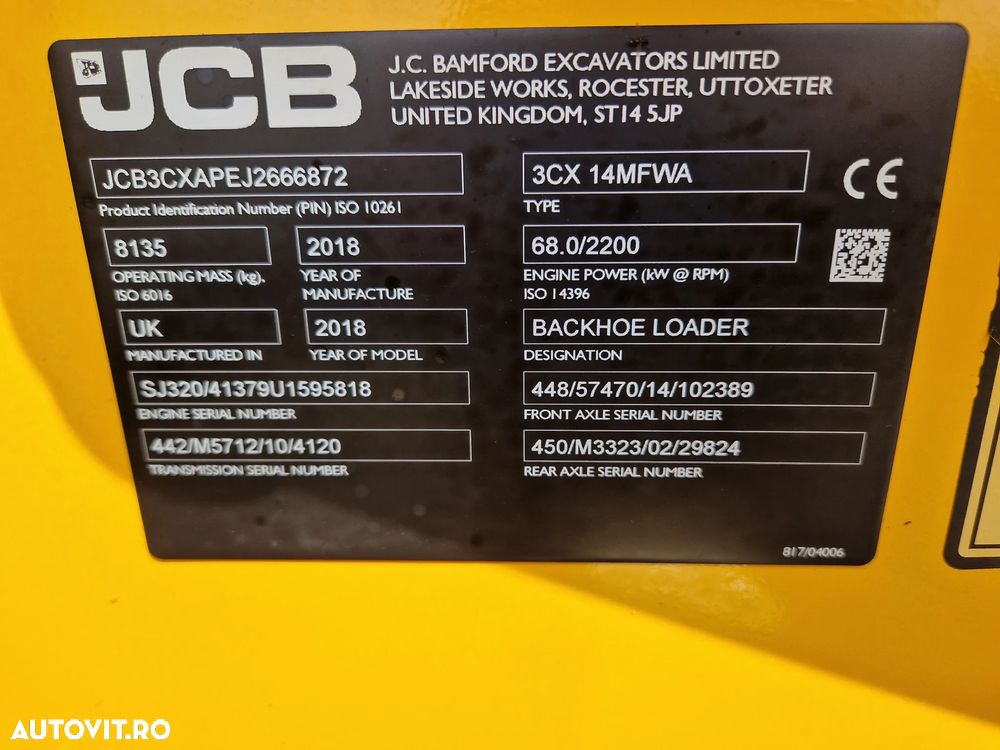 JCB
J.C. BAMFORD EXCAVATORS LIMITED
LAKESIDE WORKS, ROCESTER, UTTOXETER
UNITED KINGDOM, ST14 5JP
JCB3CXAPEJ2666872
Product Identification Number (PIN) ISO 10261
3CX 14MFWA
TYPE
CE
8135
OPERATING MASS (kg).
ISO 6016
2018
YEAR OF
MANUFACTURE
68.0/2200
ENGINE POWER (kW @ RPM)
ISO 14396
UK
MANUFACTURED IN
2018
YEAR OF MODEL
BACKHOE LOADER
DESIGNATION
SJ320/41379U1595818
ENGINE SERIAL NUMBER
448/57470/14/102389
FRONT AXLE SERIAL NUMBER
442/M5712/10/4120
TRANSMISSION SERIAL NUMBER
450/M3323/02/29824
REAR AXLE SERIAL NUMBER
817/04006
AUTOVIT.RO